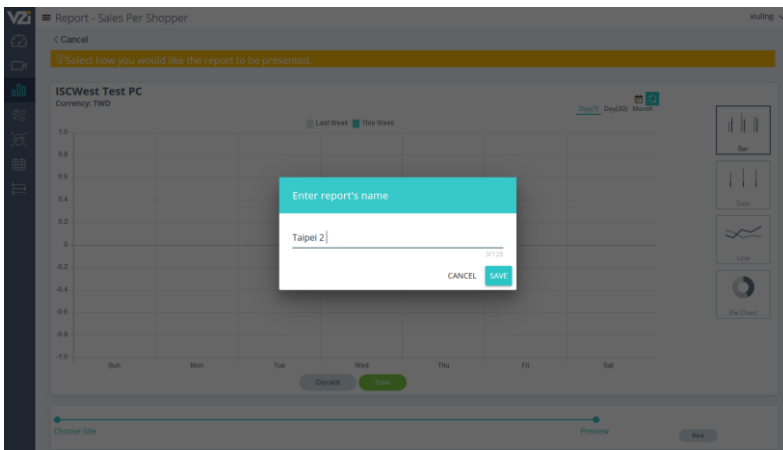 VZi
Report - Sales Per Shopper
xiuling
< Cancel
Select how you would like the report to be presented.
ISCWest Test PC
Currency: TWD
Day(7) Day(30) Month
Last Week This Week
1.0
0.8
0.6
0.4
0.2
0
-0.2
-0.4
-0.6
-0.8
-1.0
Sun Mon Tue Wed Thu Fri Sat
Bar
Line
Pie Chart
Enter report's name
Taipei 2
9/128
CANCEL SAVE
Discard Save
Choose Site
Preview
Back